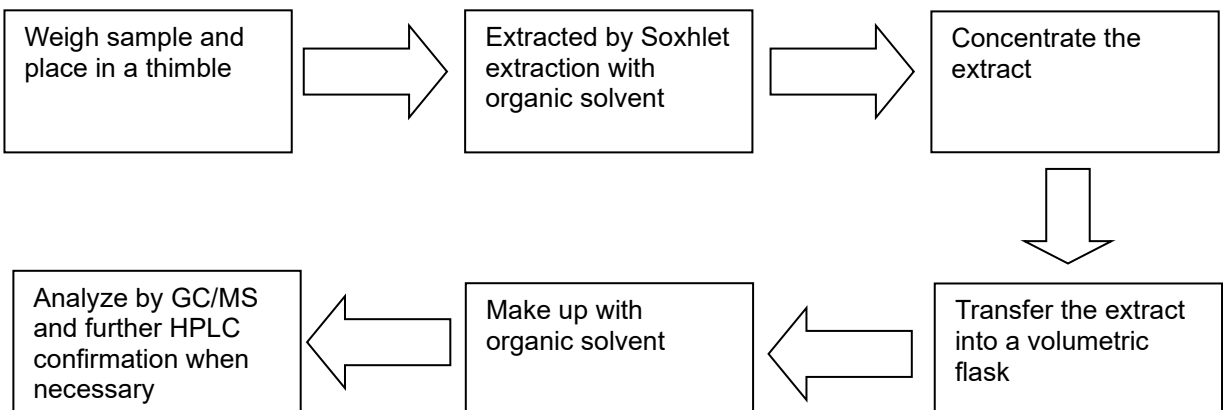 Weigh sample and
place in a thimble
Extracted by Soxhlet
extraction with
organic solvent
Concentrate the
extract
Transfer the extract
into a volumetric
flask
Make up with
organic solvent
Analyze by GC/MS
and further HPLC
confirmation when
necessary